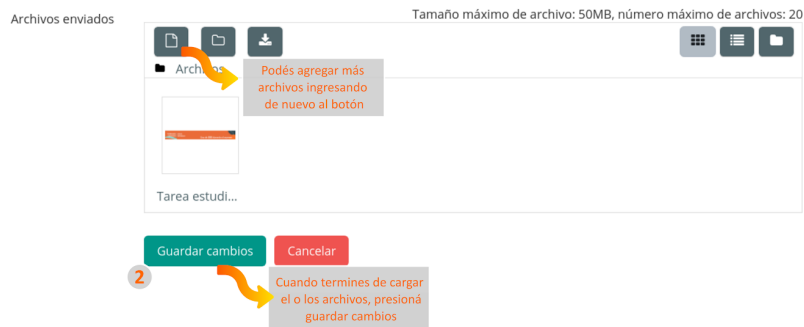 Archivos enviados
Tamaño máximo de archivo: 50MB, número máximo de archivos: 20
Archivos
Podés agregar más
archivos ingresando
de nuevo al botón
Tarea estudi...
Guardar cambios
Cancelar
2
Cuando termines de cargar
el o los archivos, presioná
guardar cambios